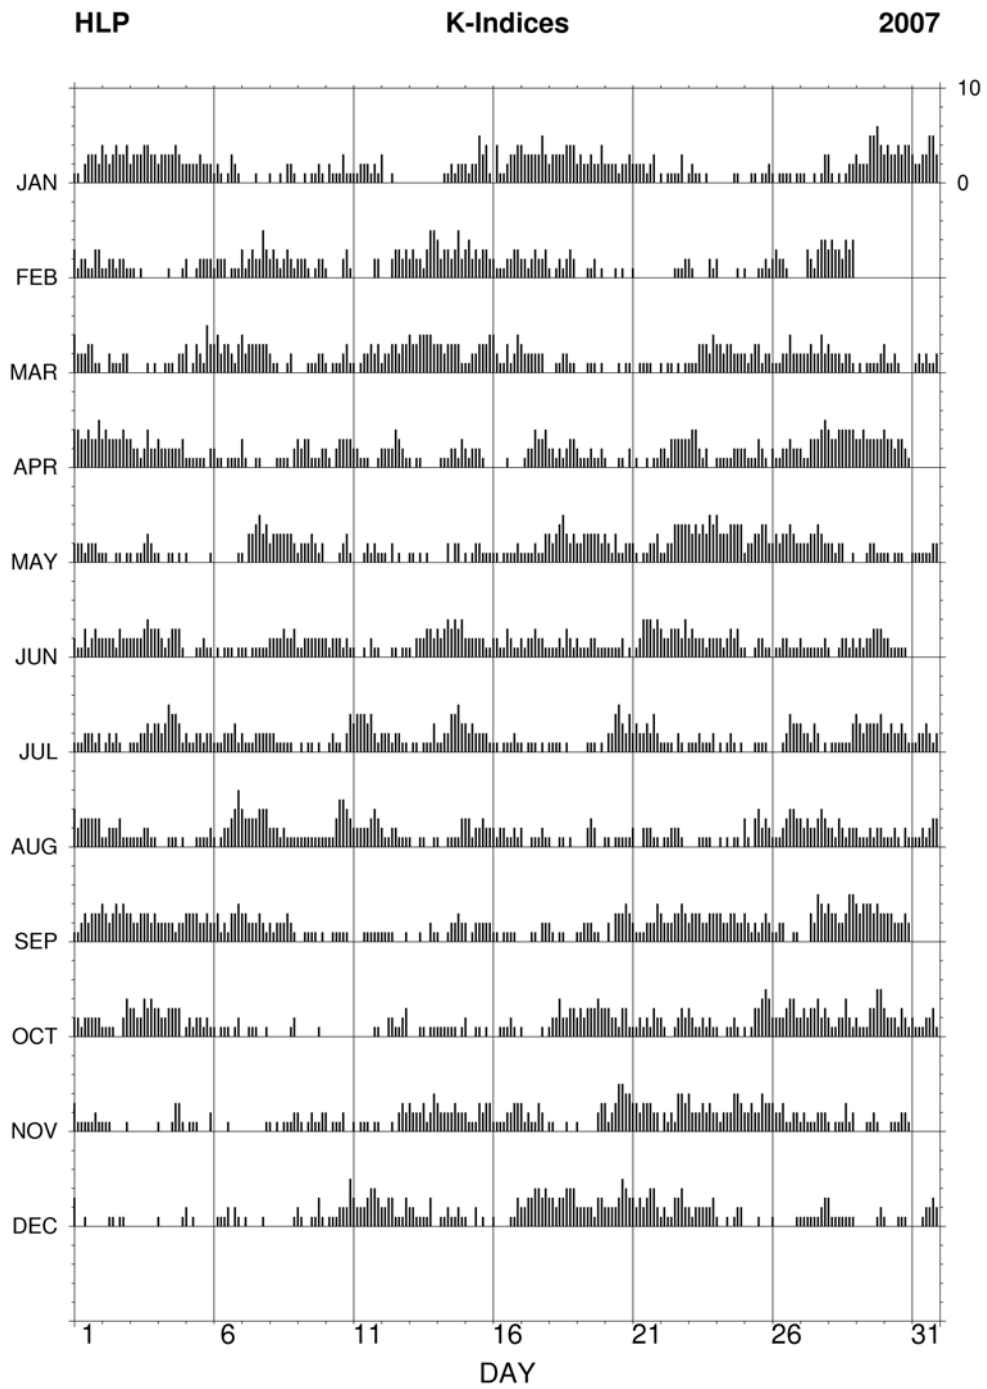 HLP K-Indices 2007
10
JAN 0
FEB
MAR
APR
MAY
JUN
JUL
AUG
SEP
OCT
NOV
DEC
1 6 11 16 21 26 31
DAY